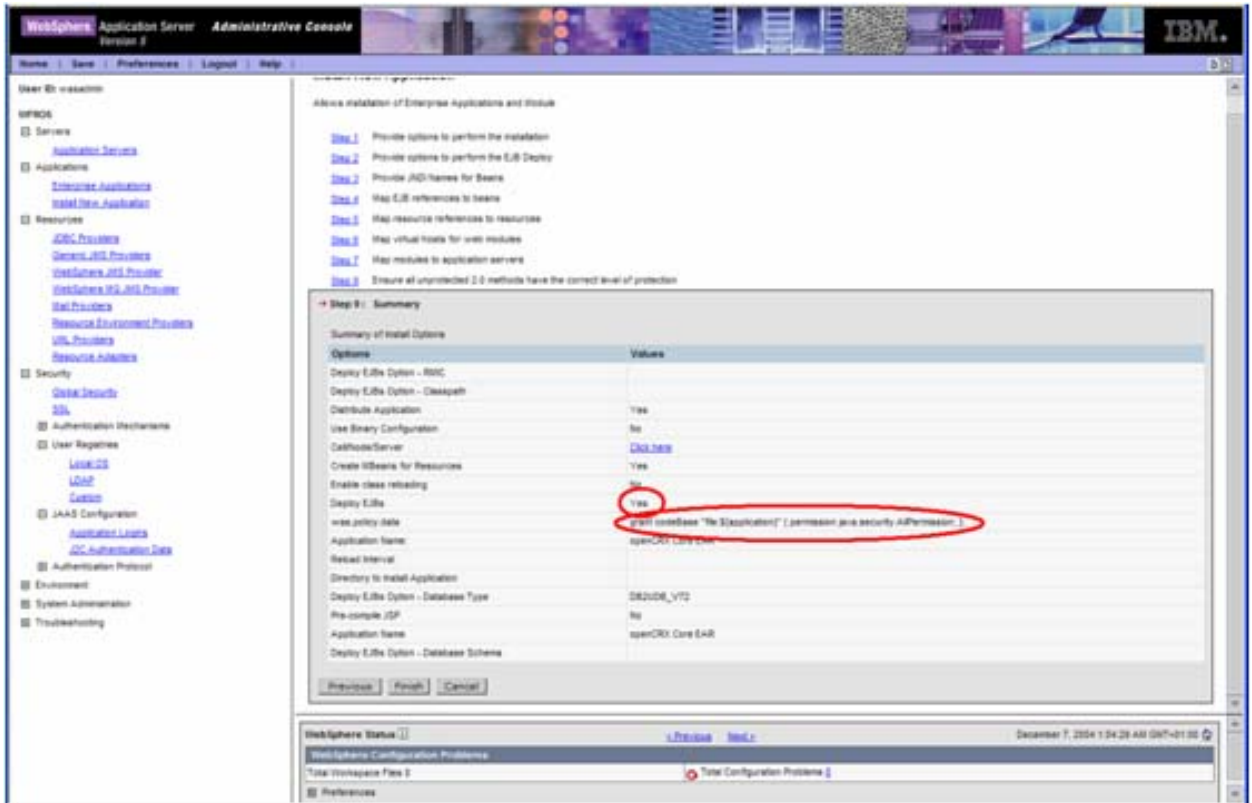 WebSphere Application Server Administrative Console
Version 5
IBM.
Home | Save | Preferences | Logout | Help |
User ID: wasadmin
Servers
Application Servers
Applications
Enterprise Applications
Install New Application
Resources
JDBC Providers
Generic JMS Providers
WebSphere JMS Provider
WebSphere MQ JMS Provider
Mail Providers
Resource Environment Providers
URL Providers
Resource Adapters
Security
Global Security
SSL
Authentication Mechanisms
User Registries
Local OS
LDAP
Custom
JAAS Configuration
Application Logins
J2C Authentication Data
Authentication Protocol
Environment
System Administration
Troubleshooting
Install New Application
Allows installation of Enterprise Applications and Module
Step 1 Provide options to perform the installation
Step 2 Provide options to perform the EJB Deploy
Step 3 Provide JNDI Names for Beans
Step 4 Map EJB references to beans
Step 5 Map resource references to resources
Step 6 Map virtual hosts for web modules
Step 7 Map modules to application servers
Step 8 Ensure all unprotected 2.0 methods have the correct level of protection
Step 9 : Summary
Summary of Install Options
Options Values
Deploy EJBs Option - RMIC
Deploy EJBs Option - Classpath
Distribute Application Yes
Use Binary Configuration No
Cell/Node/Server Click here
Create MBeans for Resources Yes
Enable class reloading No
Deploy EJBs Yes
was.policy data grant codeBase "file:${application}" { permission java.security.AllPermission; };
Application Name: openCRX Core EAR
Reload Interval
Directory to Install Application
Deploy EJBs Option - Database Type DB2UDB_V72
Pre-compile JSP No
Application Name openCRX Core EAR
Deploy EJBs Option - Database Schema
Previous Finish Cancel
WebSphere Status
< Previous Next >
December 7, 2004 1:04:28 AM GMT+01:00
WebSphere Configuration Problems
Total Workspace Files
Total Configuration Problems
Preferences